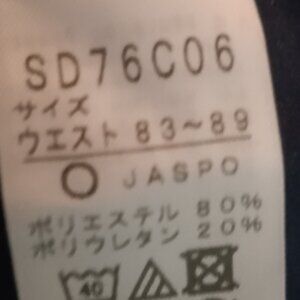 SD76C06
サイズ
ウエスト 83~89
O JASPO
ポリエステル 80%
ポリウレタン 20%
40